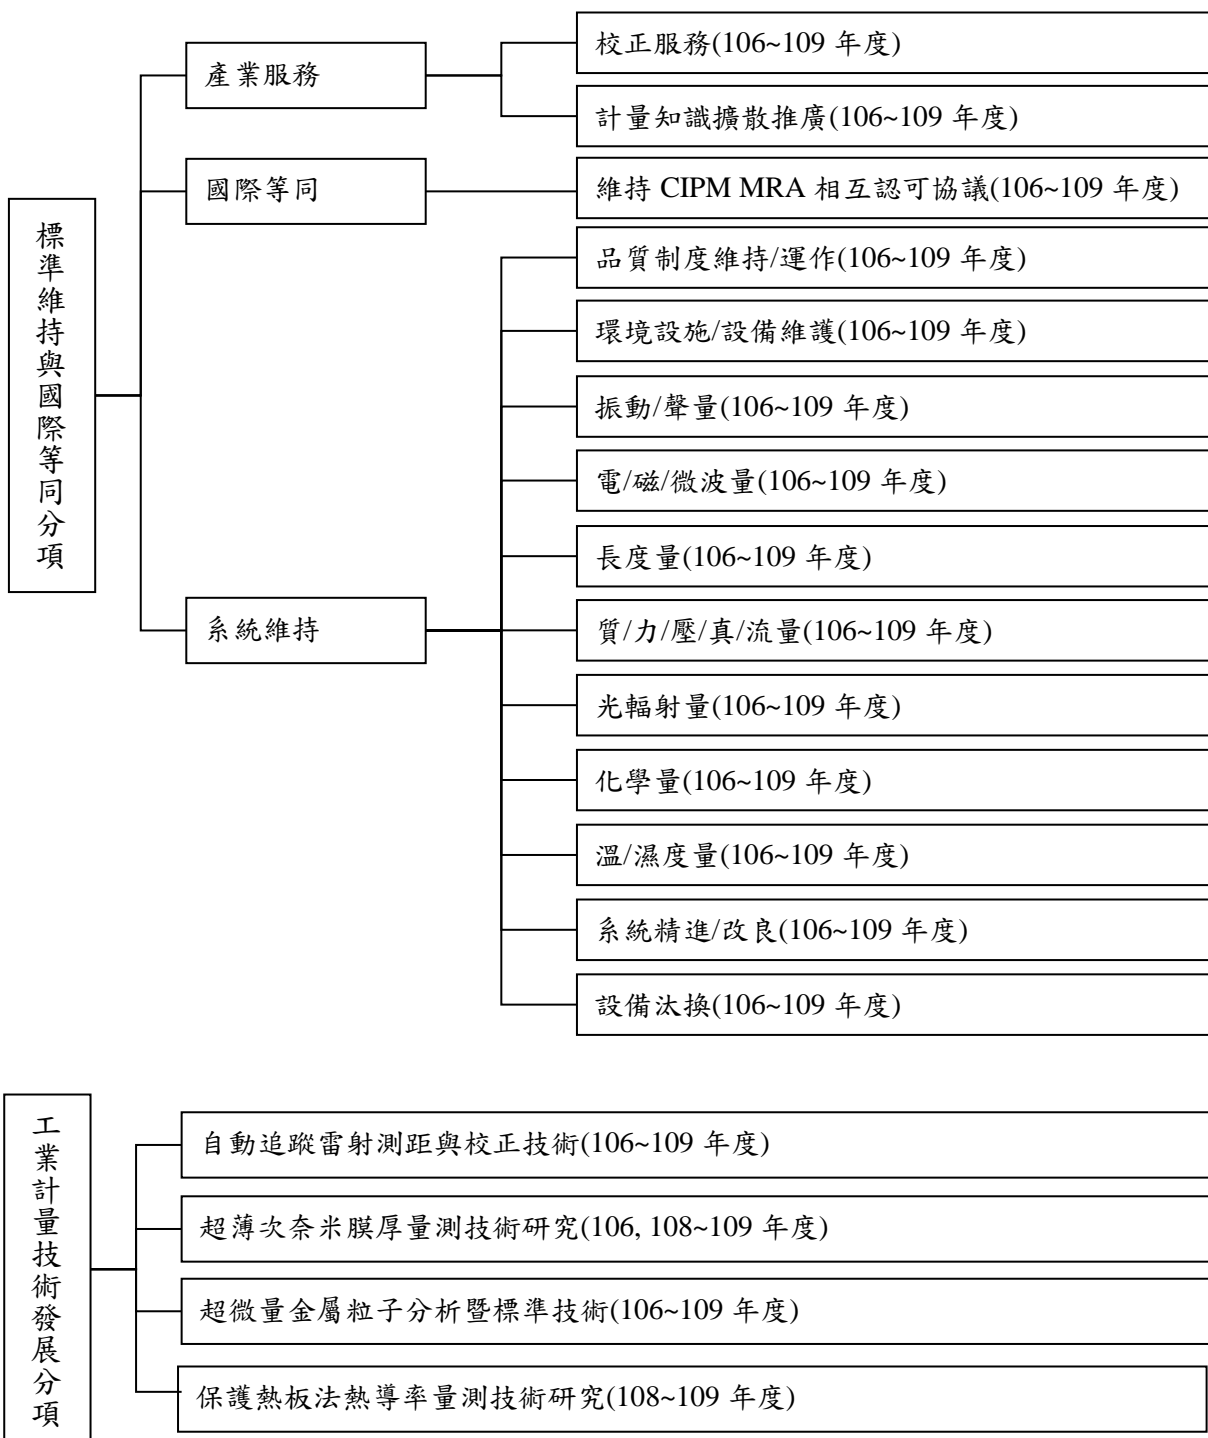 標準維持與國際等同分項
產業服務
校正服務(106~109 年度)
計量知識擴散推廣(106~109 年度)
國際等同
維持 CIPM MRA 相互認可協議(106~109 年度)
系統維持
品質制度維持/運作(106~109 年度)
環境設施/設備維護(106~109 年度)
振動/聲量(106~109 年度)
電/磁/微波量(106~109 年度)
長度量(106~109 年度)
質/力/壓/真/流量(106~109 年度)
光輻射量(106~109 年度)
化學量(106~109 年度)
溫/濕度量(106~109 年度)
系統精進/改良(106~109 年度)
設備汰換(106~109 年度)
工業計量技術發展分項
自動追蹤雷射測距與校正技術(106~109 年度)
超薄次奈米膜厚量測技術研究(106, 108~109 年度)
超微量金屬粒子分析暨標準技術(106~109 年度)
保護熱板法熱導率量測技術研究(108~109 年度)